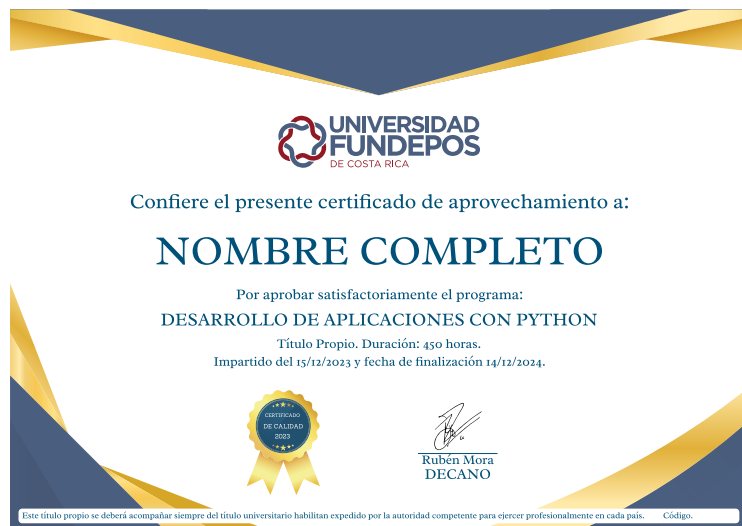 UNIVERSIDAD
FUNDEPOS
DE COSTA RICA
Confiere el presente certificado de aprovechamiento a:
NOMBRE COMPLETO
Por aprobar satisfactoriamente el programa:
DESARROLLO DE APLICACIONES CON PYTHON
Título Propio. Duración: 450 horas.
Impartido del 15/12/2023 y fecha de finalización 14/12/2024.
CERTIFICADO
DE CALIDAD
2023
Rubén Mora
DECANO
Este título propio se deberá acompañar siempre del título universitario habilitan expedido por la autoridad competente para ejercer profesionalmente en cada país. Código.